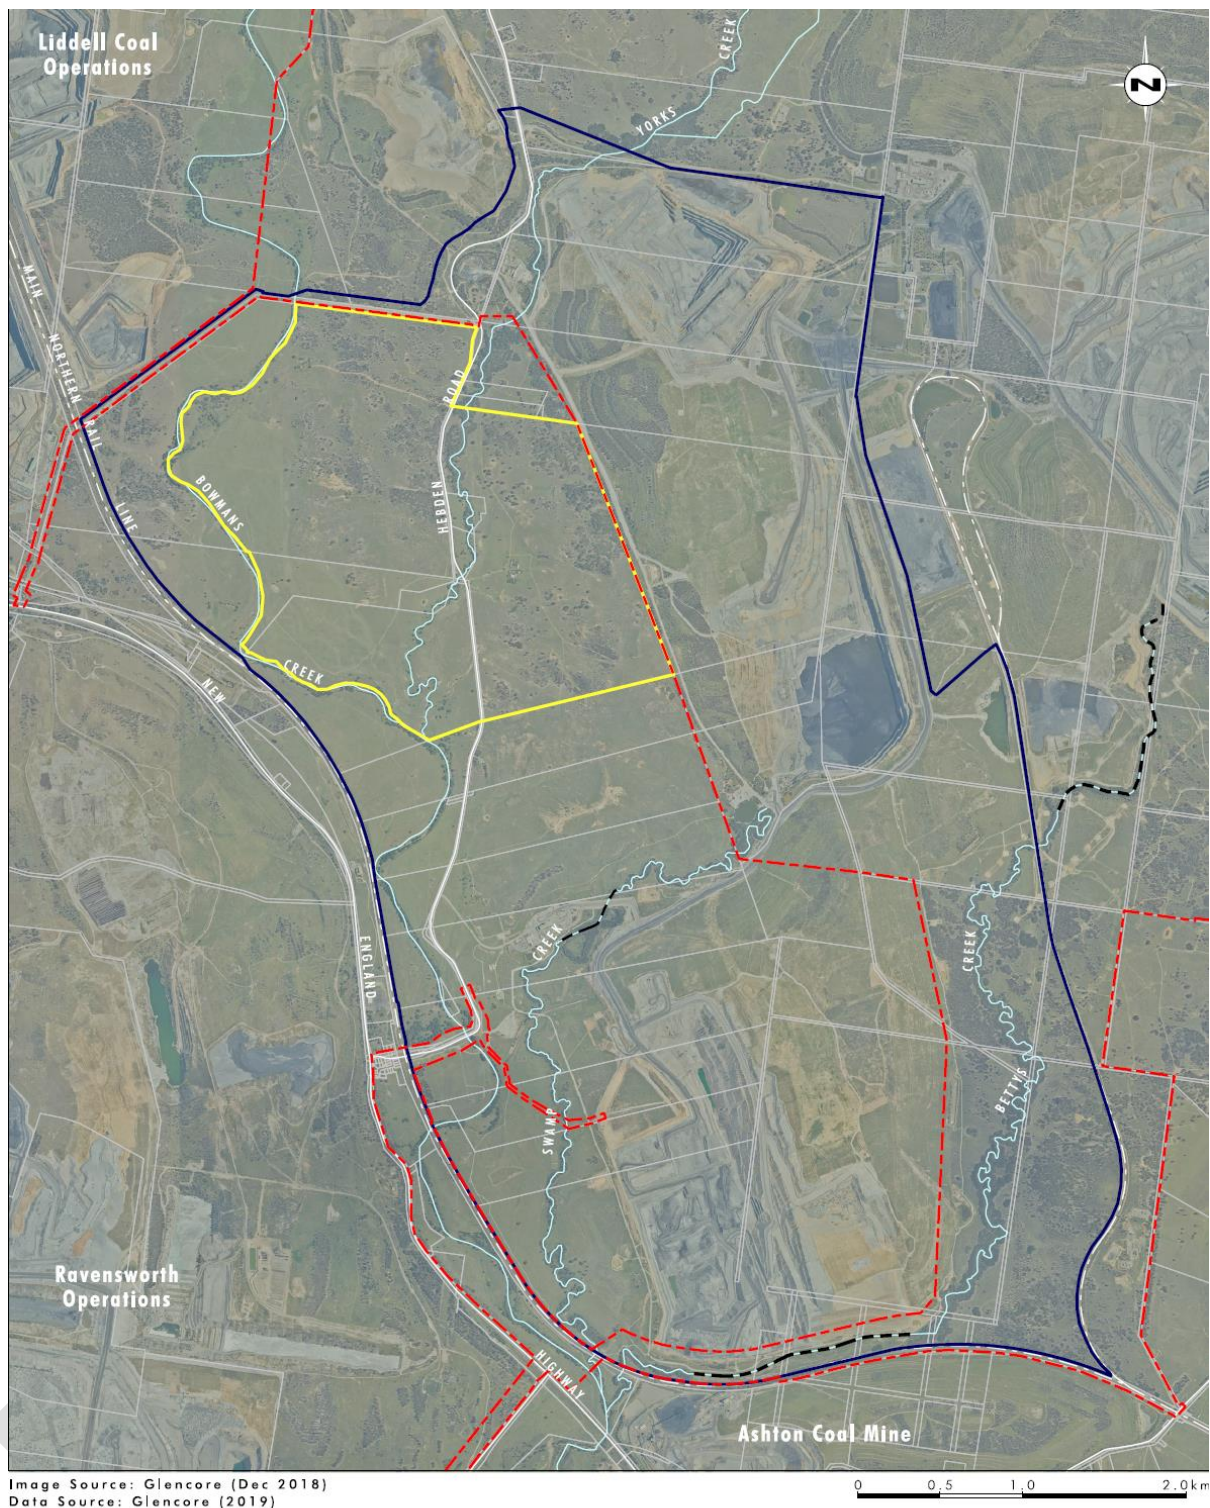 Liddell Coal
Operations
CREEK
YORKS
N
MAIN
NORTHERN
RAIL
LINE
ROAD
HEBDEN
BOWMANS
CREEK
NEW
ENGLAND
HIGHWAY
CREEK
SWAMP
CREEK
BETTYS
Ravensworth
Operations
Ashton Coal Mine
Image Source: Glencore (Dec 2018)
Data Source: Glencore (2019)
0 0.5 1.0 2.0km